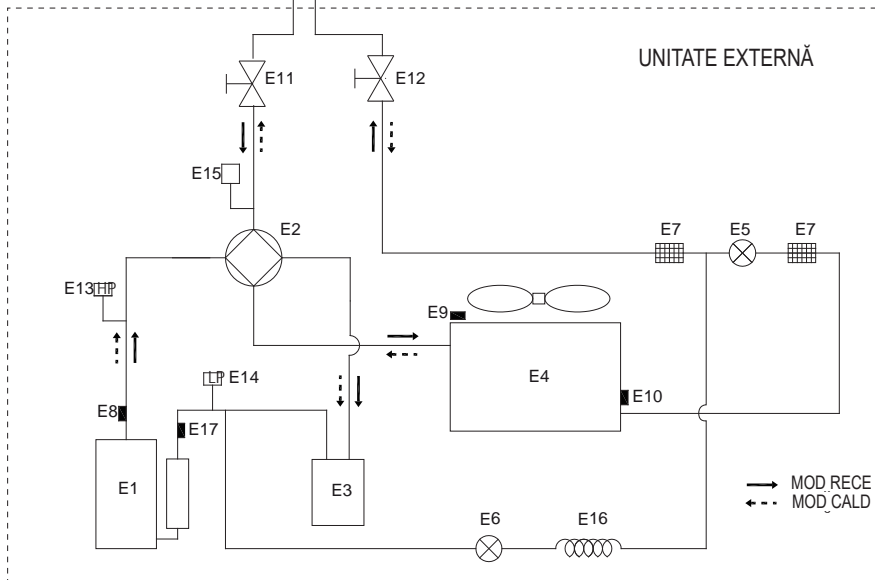 UNITATE EXTERNĂ
E11
E12
E15
E2
E7
E5
E7
E13
HP
E9
LP
E14
E4
E10
E8
E17
E1
E3
MOD RECE
MOD CALD
E6
E16